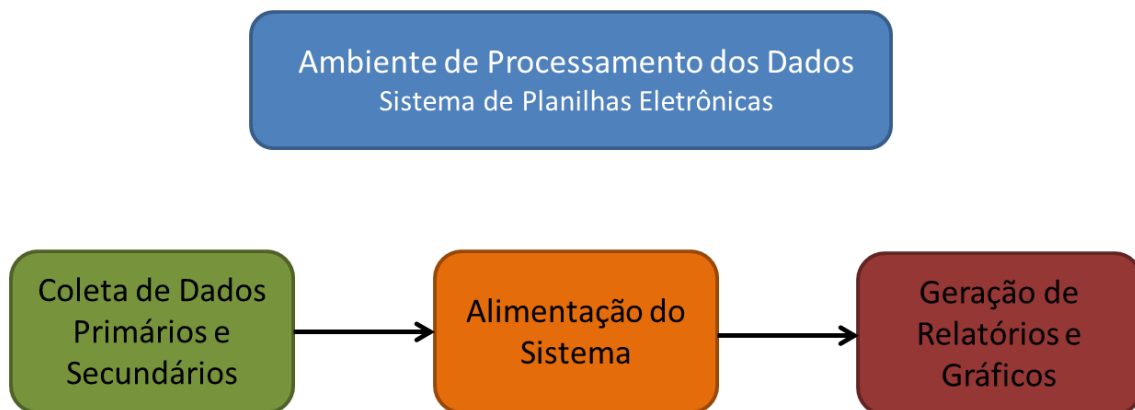 Ambiente de Processamento dos Dados
Sistema de Planilhas Eletrônicas
Coleta de Dados
Primários e
Secundários
Alimentação do
Sistema
Geração de
Relatórios e
Gráficos